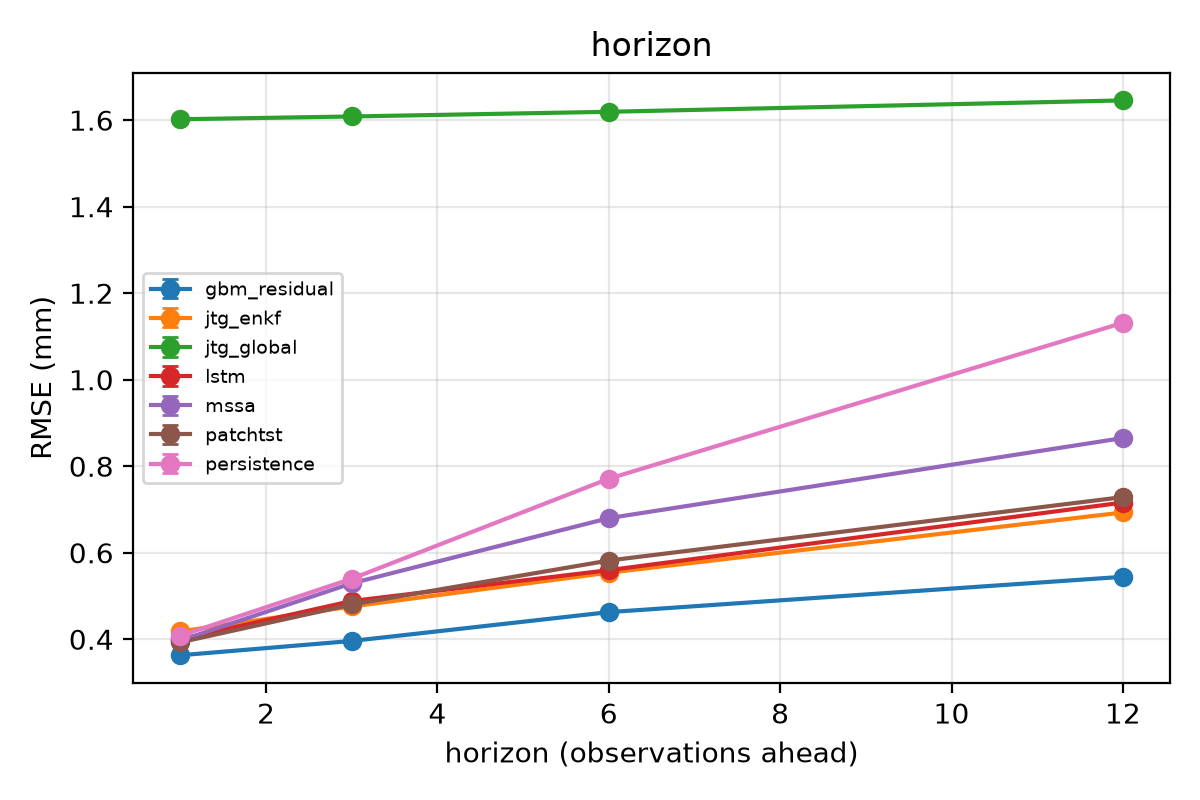 horizon
1.6
1.4
1.2
1.0
0.8
0.6
0.4
RMSE (mm)
gbm_residual
jtg_enkf
jtg_global
lstm
mssa
patchtst
persistence
2 4 6 8 10 12
horizon (observations ahead)